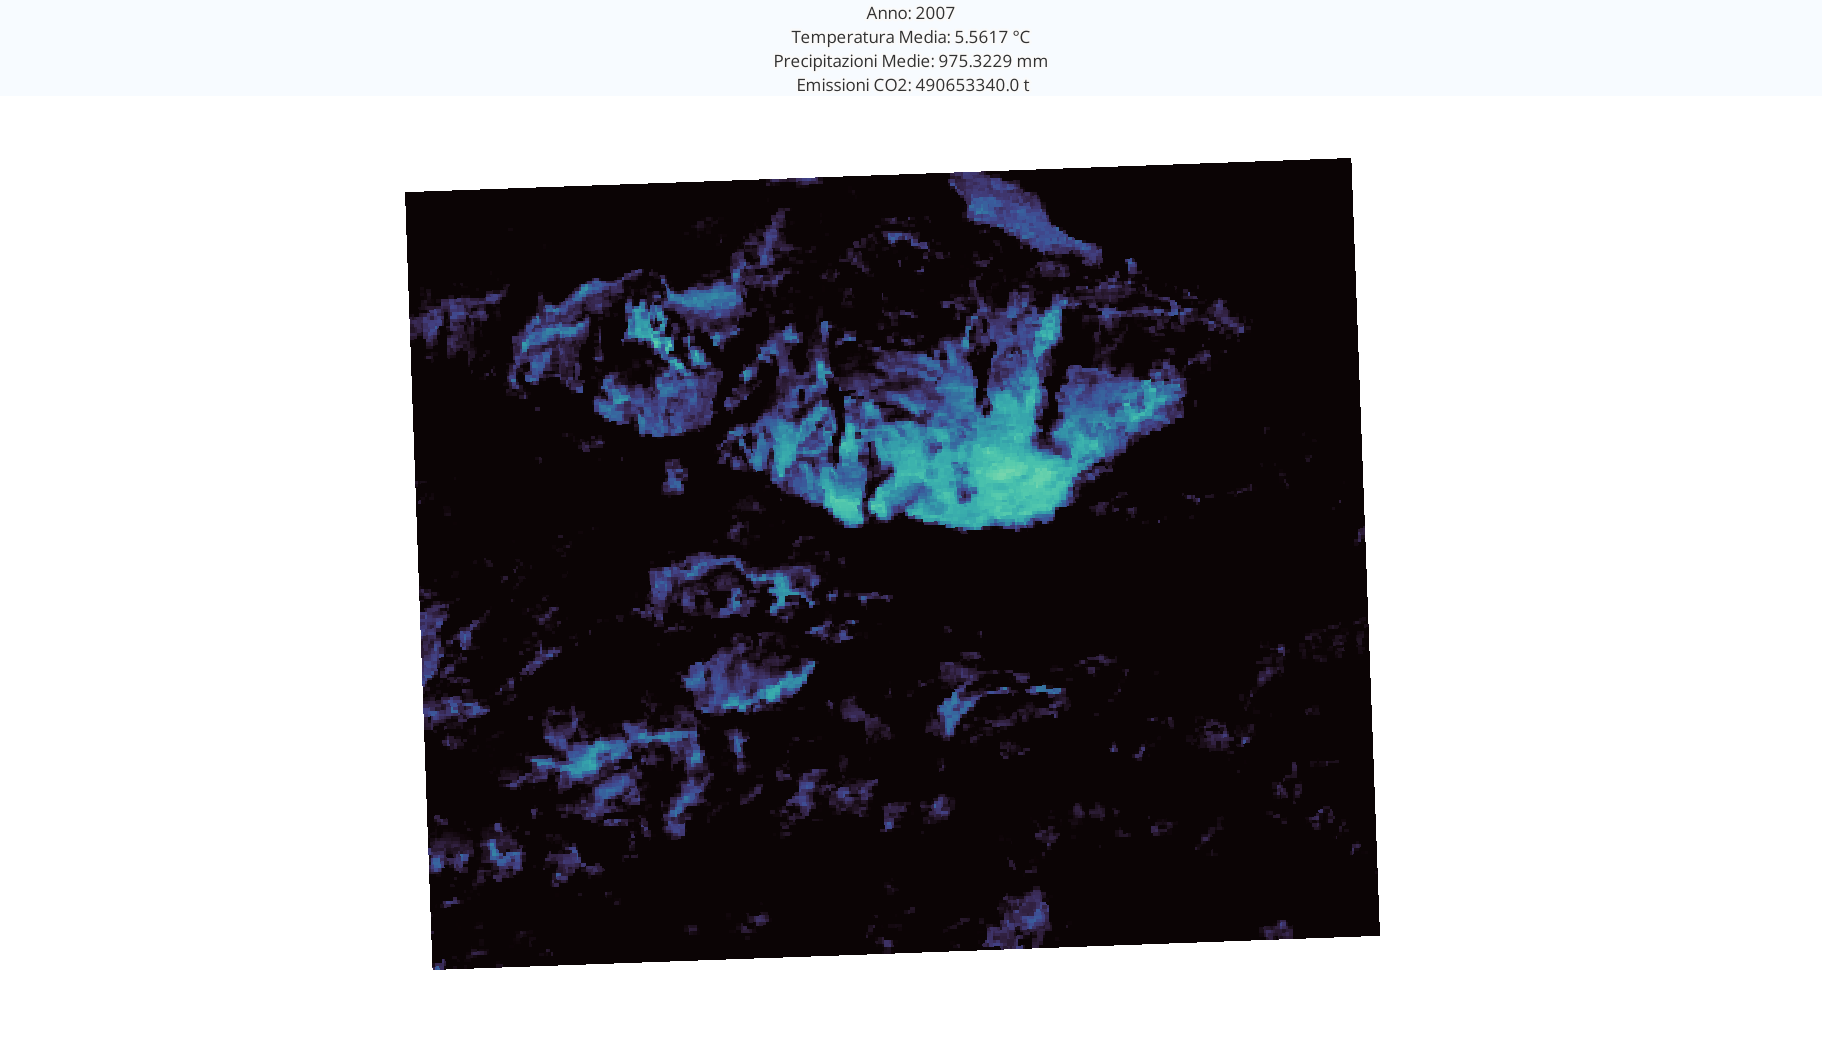 Anno: 2007
Temperatura Media: 5.5617 °C
Precipitazioni Medie: 975.3229 mm
Emissioni CO2: 490653340.0 t